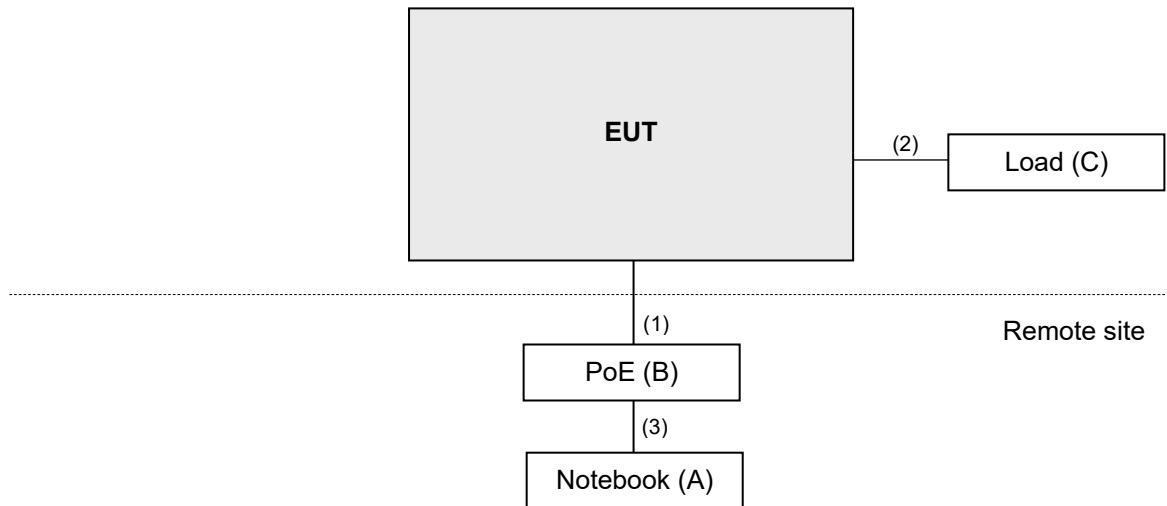 EUT
(2)
Load (C)
Remote site
(1)
PoE (B)
(3)
Notebook (A)